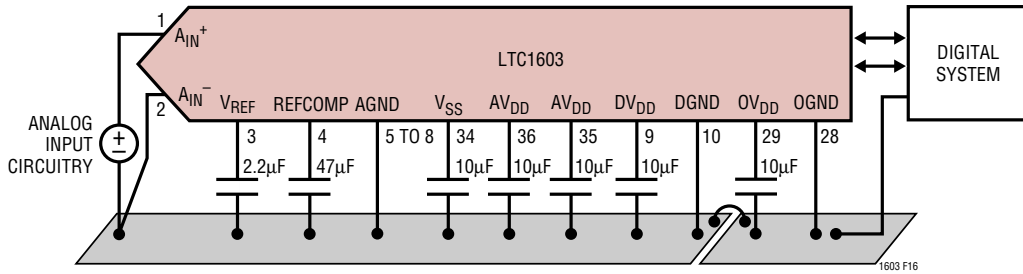 1
A_IN^+
LTC1603
DIGITAL
SYSTEM
A_IN^−
2
V_REF REFCOMP AGND V_SS AV_DD AV_DD DV_DD DGND OV_DD OGND
3 4 5 TO 8 34 36 35 9 10 29 28
ANALOG
INPUT
CIRCUITRY
+
−
2.2µF 47µF 10µF 10µF 10µF 10µF 10µF
1603 F16